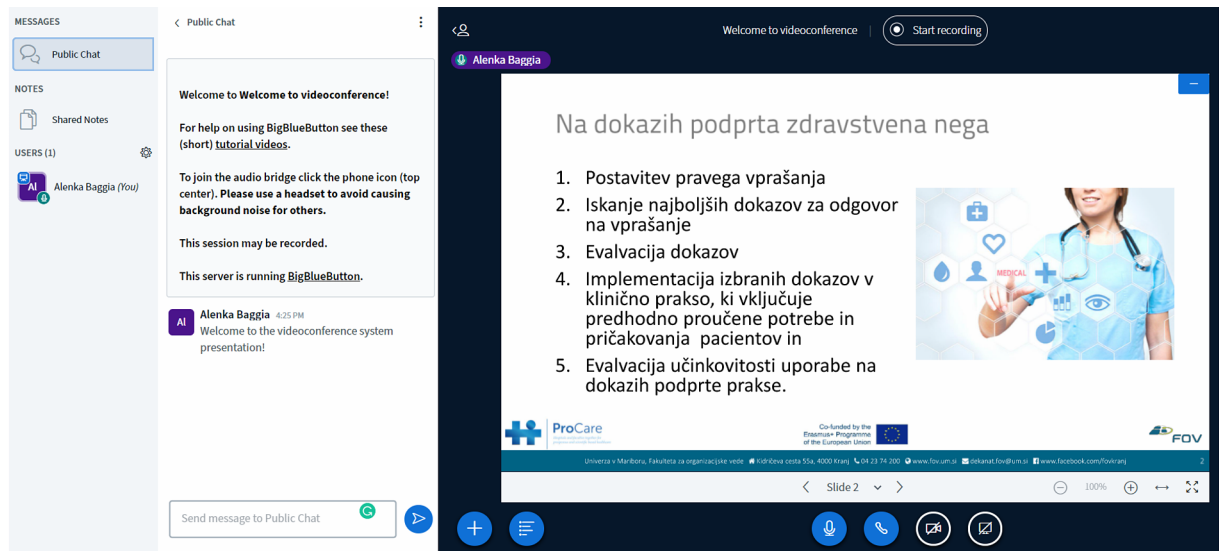 MESSAGES
Public Chat
NOTES
Shared Notes
USERS (1)
Al
Alenka Baggia (You)
Public Chat
Welcome to Welcome to videoconference!
For help on using BigBlueButton see these
(short) tutorial videos.
To join the audio bridge click the phone icon (top
center). Please use a headset to avoid causing
background noise for others.
This session may be recorded.
This server is running BigBlueButton.
Al
Alenka Baggia 4:25 PM
Welcome to the videoconference system
presentation!
Send message to Public Chat
Welcome to videoconference
Start recording
Alenka Baggia
Na dokazih podprta zdravstvena nega
1. Postavitev pravega vprašanja
2. Iskanje najboljših dokazov za odgovor
na vprašanje
3. Evalvacija dokazov
4. Implementacija izbranih dokazov v
klinično prakso, ki vključuje
predhodno proučene potrebe in
pričakovanja pacientov in
5. Evalvacija učinkovitosti uporabe na
dokazih podprte prakse.
MEDICAL
ProCare
Co-funded by the
Erasmus+ Programme
of the European Union
FOV
Univerza v Mariboru, Fakulteta za organizacijske vede Kidričeva cesta 55a, 4000 Kranj 04 23 74 200 www.fov.um.si dekanat.fov@um.si www.facebook.com/fovkranj 2
Slide 2
100%